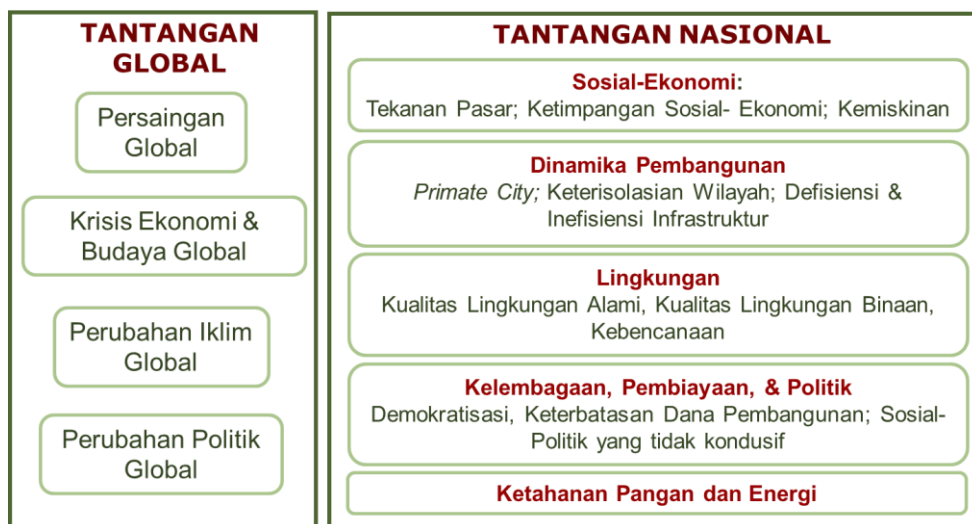 TANTANGAN
GLOBAL
Persaingan
Global
Krisis Ekonomi &
Budaya Global
Perubahan Iklim
Global
Perubahan Politik
Global
TANTANGAN NASIONAL
Sosial-Ekonomi:
Tekanan Pasar; Ketimpangan Sosial- Ekonomi; Kemiskinan
Dinamika Pembangunan
Primate City; Keterisolasian Wilayah; Defisiensi &
Inefisiensi Infrastruktur
Lingkungan
Kualitas Lingkungan Alami, Kualitas Lingkungan Binaan,
Kebencanaan
Kelembagaan, Pembiayaan, & Politik
Demokratisasi, Keterbatasan Dana Pembangunan; Sosial-
Politik yang tidak kondusif
Ketahanan Pangan dan Energi